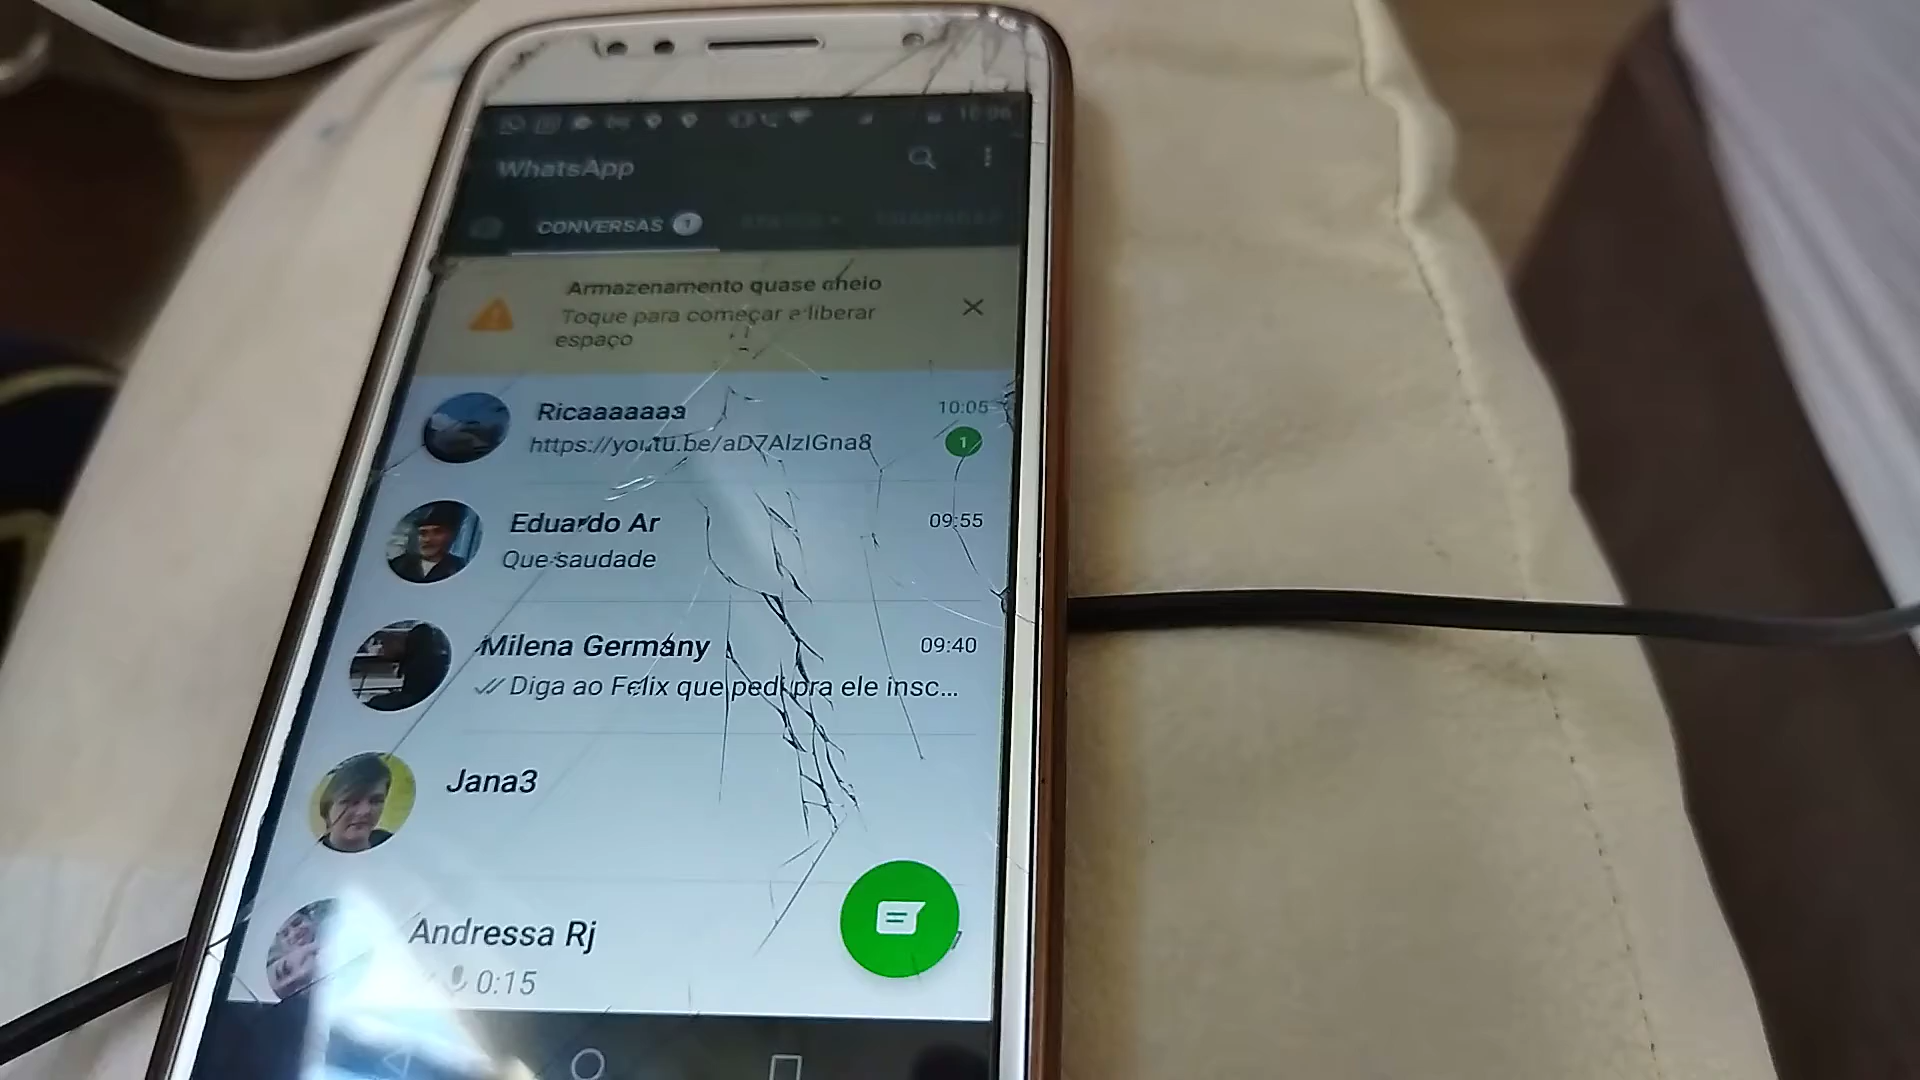 10:06
WhatsApp
CONVERSAS 1
Armazenamento quase cheio
Toque para começar a liberar
espaço
Ricaaaaaaa 10:05
https://youtu.be/aD7AlzIGna8 1
Eduardo Ar 09:55
Que saudade
Milena Germany 09:40
Diga ao Felix que pedi pra ele insc...
Jana3
Andressa Rj
0:15